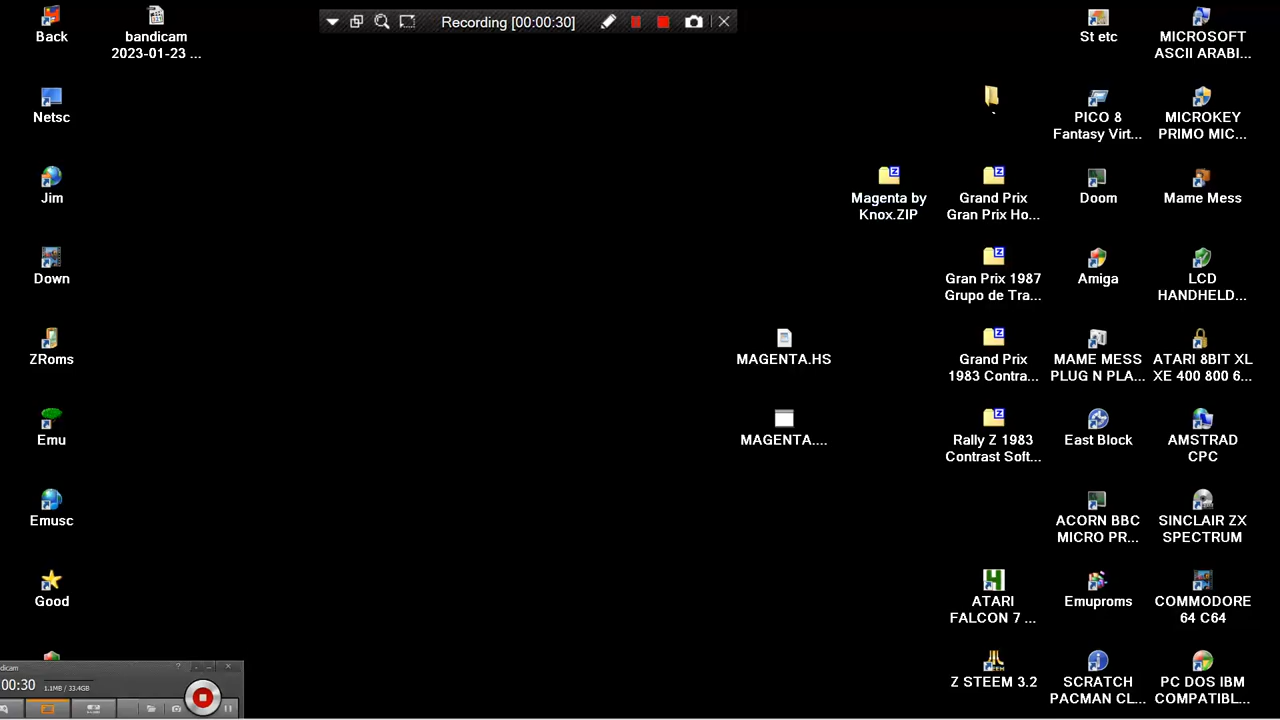 Recording [00:00:30]
Back
bandicam
2023-01-23 ...
St etc
MICROSOFT
ASCII ARABI...
Netsc
`
PICO 8
Fantasy Virt...
MICROKEY
PRIMO MIC...
Jim
Magenta by
Knox.ZIP
Grand Prix
Gran Prix Ho...
Doom
Mame Mess
Down
Gran Prix 1987
Grupo de Tra...
Amiga
LCD
HANDHELD...
ZRoms
MAGENTA.HS
Grand Prix
1983 Contra...
MAME MESS
PLUG N PLA...
ATARI 8BIT XL
XE 400 800 6...
Emu
MAGENTA....
Rally Z 1983
Contrast Soft...
East Block
AMSTRAD
CPC
Emusc
ACORN BBC
MICRO PR...
SINCLAIR ZX
SPECTRUM
Good
ATARI
FALCON 7 ...
Emuproms
COMMODORE
64 C64
Z STEEM 3.2
SCRATCH
PACMAN CL...
PC DOS IBM
COMPATIBL...
dicam
00:30
1.1MB / 33.4GB